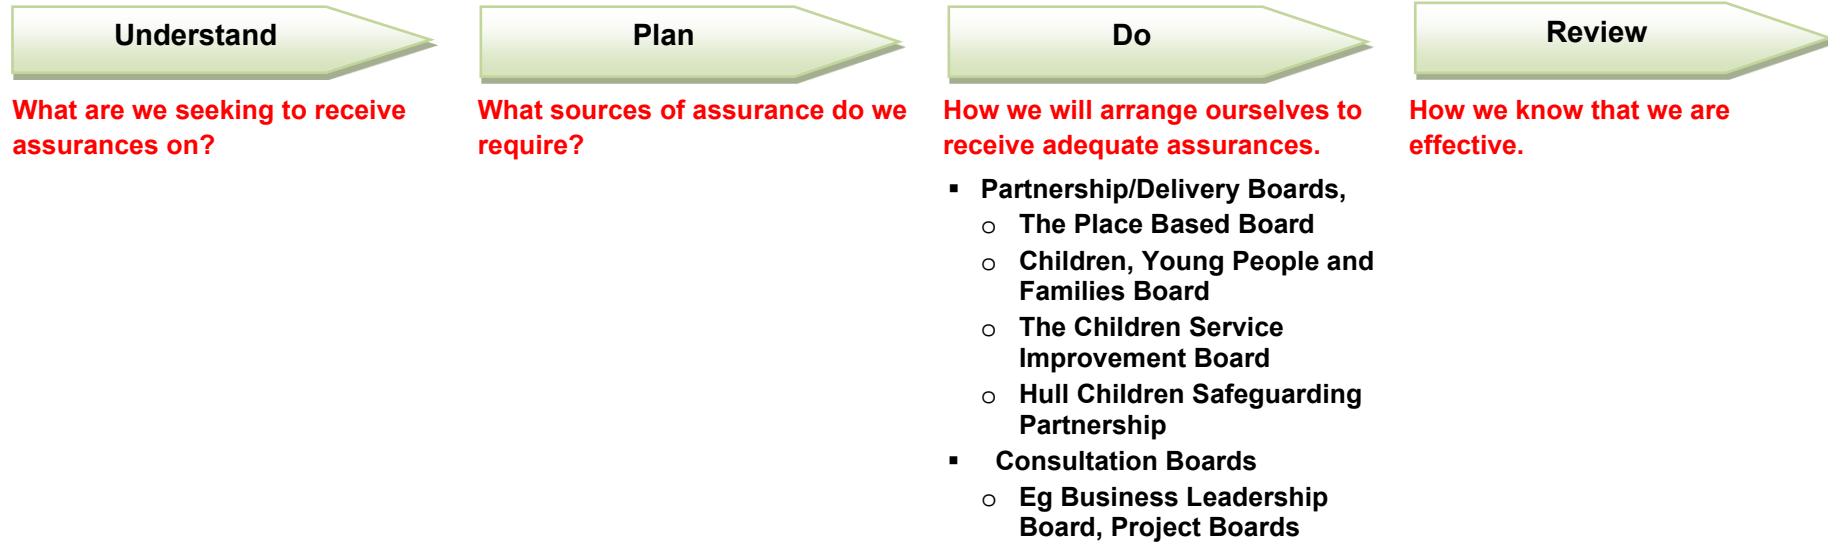 Understand
Plan
Do
Review
What are we seeking to receive
assurances on?
What sources of assurance do we
require?
How we will arrange ourselves to
receive adequate assurances.
▪ Partnership/Delivery Boards,
o The Place Based Board
o Children, Young People and
Families Board
o The Children Service
Improvement Board
o Hull Children Safeguarding
Partnership
▪ Consultation Boards
o Eg Business Leadership
Board, Project Boards
How we know that we are
effective.